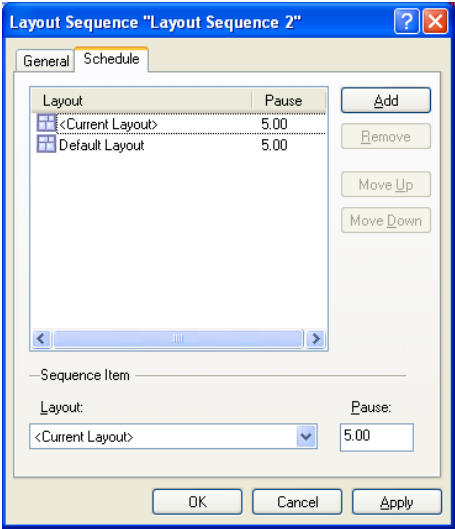 Layout Sequence "Layout Sequence 2"
General Schedule
Layout Pause Add
<Current Layout> 5.00
Default Layout 5.00 Remove
Move Up
Move Down
Sequence Item
Layout: Pause:
<Current Layout> 5.00
OK Cancel Apply